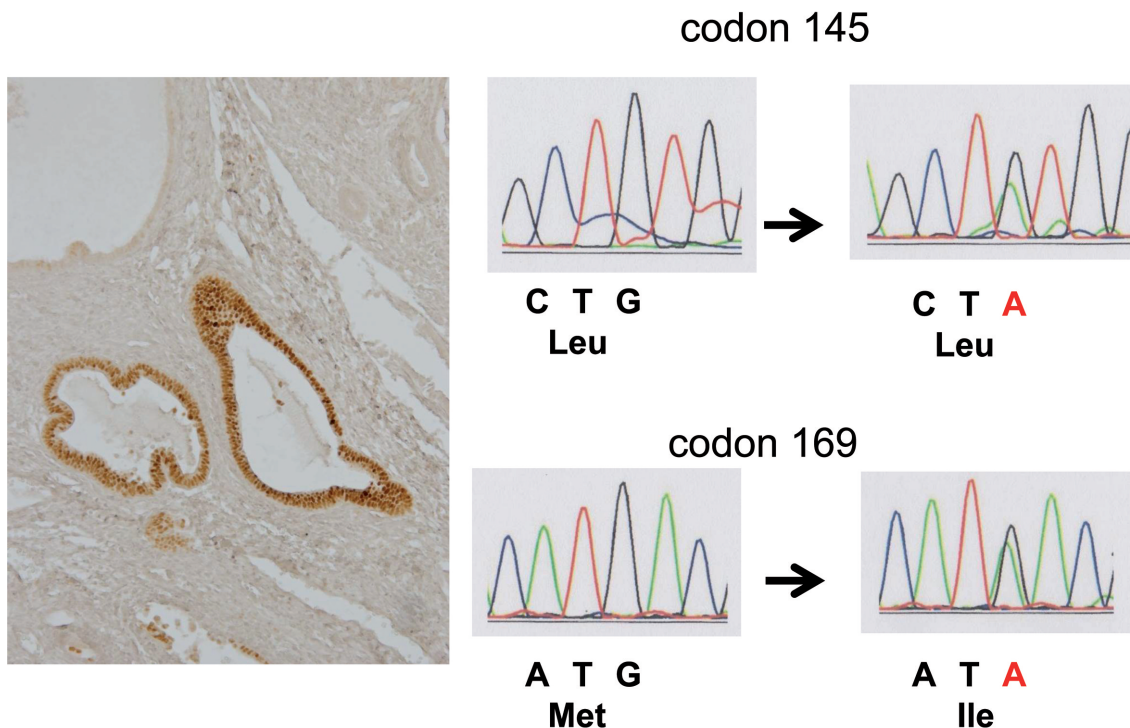 codon 145
C T G
Leu
C T A
Leu
codon 169
A T G
Met
A T A
Ile